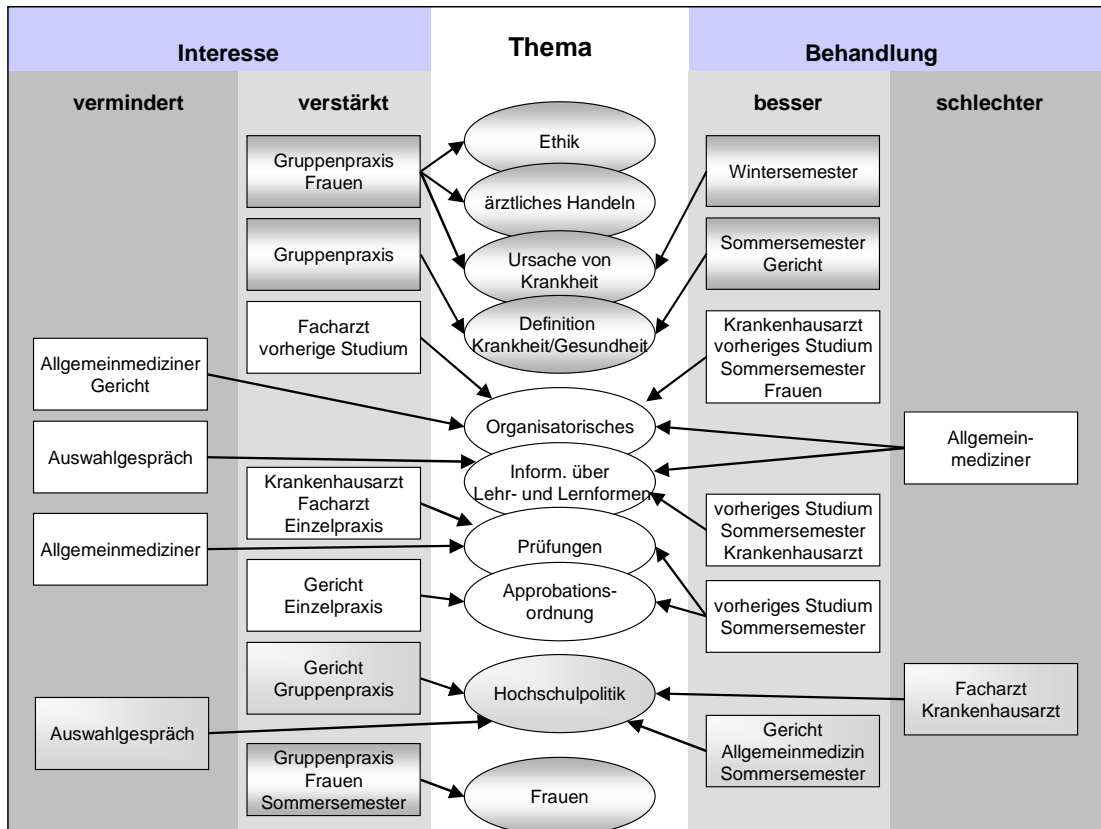 Interesse
Thema
Behandlung
vermindert
verstärkt
besser
schlechter
Gruppenpraxis
Frauen
Ethik
Wintersemester
ärztliches Handeln
Gruppenpraxis
Ursache von
Krankheit
Sommersemester
Gericht
Facharzt
vorherige Studium
Definition
Krankheit/Gesundheit
Krankenhausarzt
vorheriges Studium
Sommersemester
Frauen
Allgemeinmediziner
Gericht
Organisatorisches
Allgemein-
mediziner
Auswahlgespräch
Inform. über
Lehr- und Lernformen
Krankenhausarzt
Facharzt
Einzelpraxis
vorheriges Studium
Sommersemester
Krankenhausarzt
Allgemeinmediziner
Prüfungen
Gericht
Einzelpraxis
Approbations-
ordnung
vorheriges Studium
Sommersemester
Gericht
Gruppenpraxis
Hochschulpolitik
Facharzt
Krankenhausarzt
Auswahlgespräch
Gericht
Allgemeinmedizin
Sommersemester
Gruppenpraxis
Frauen
Sommersemester
Frauen